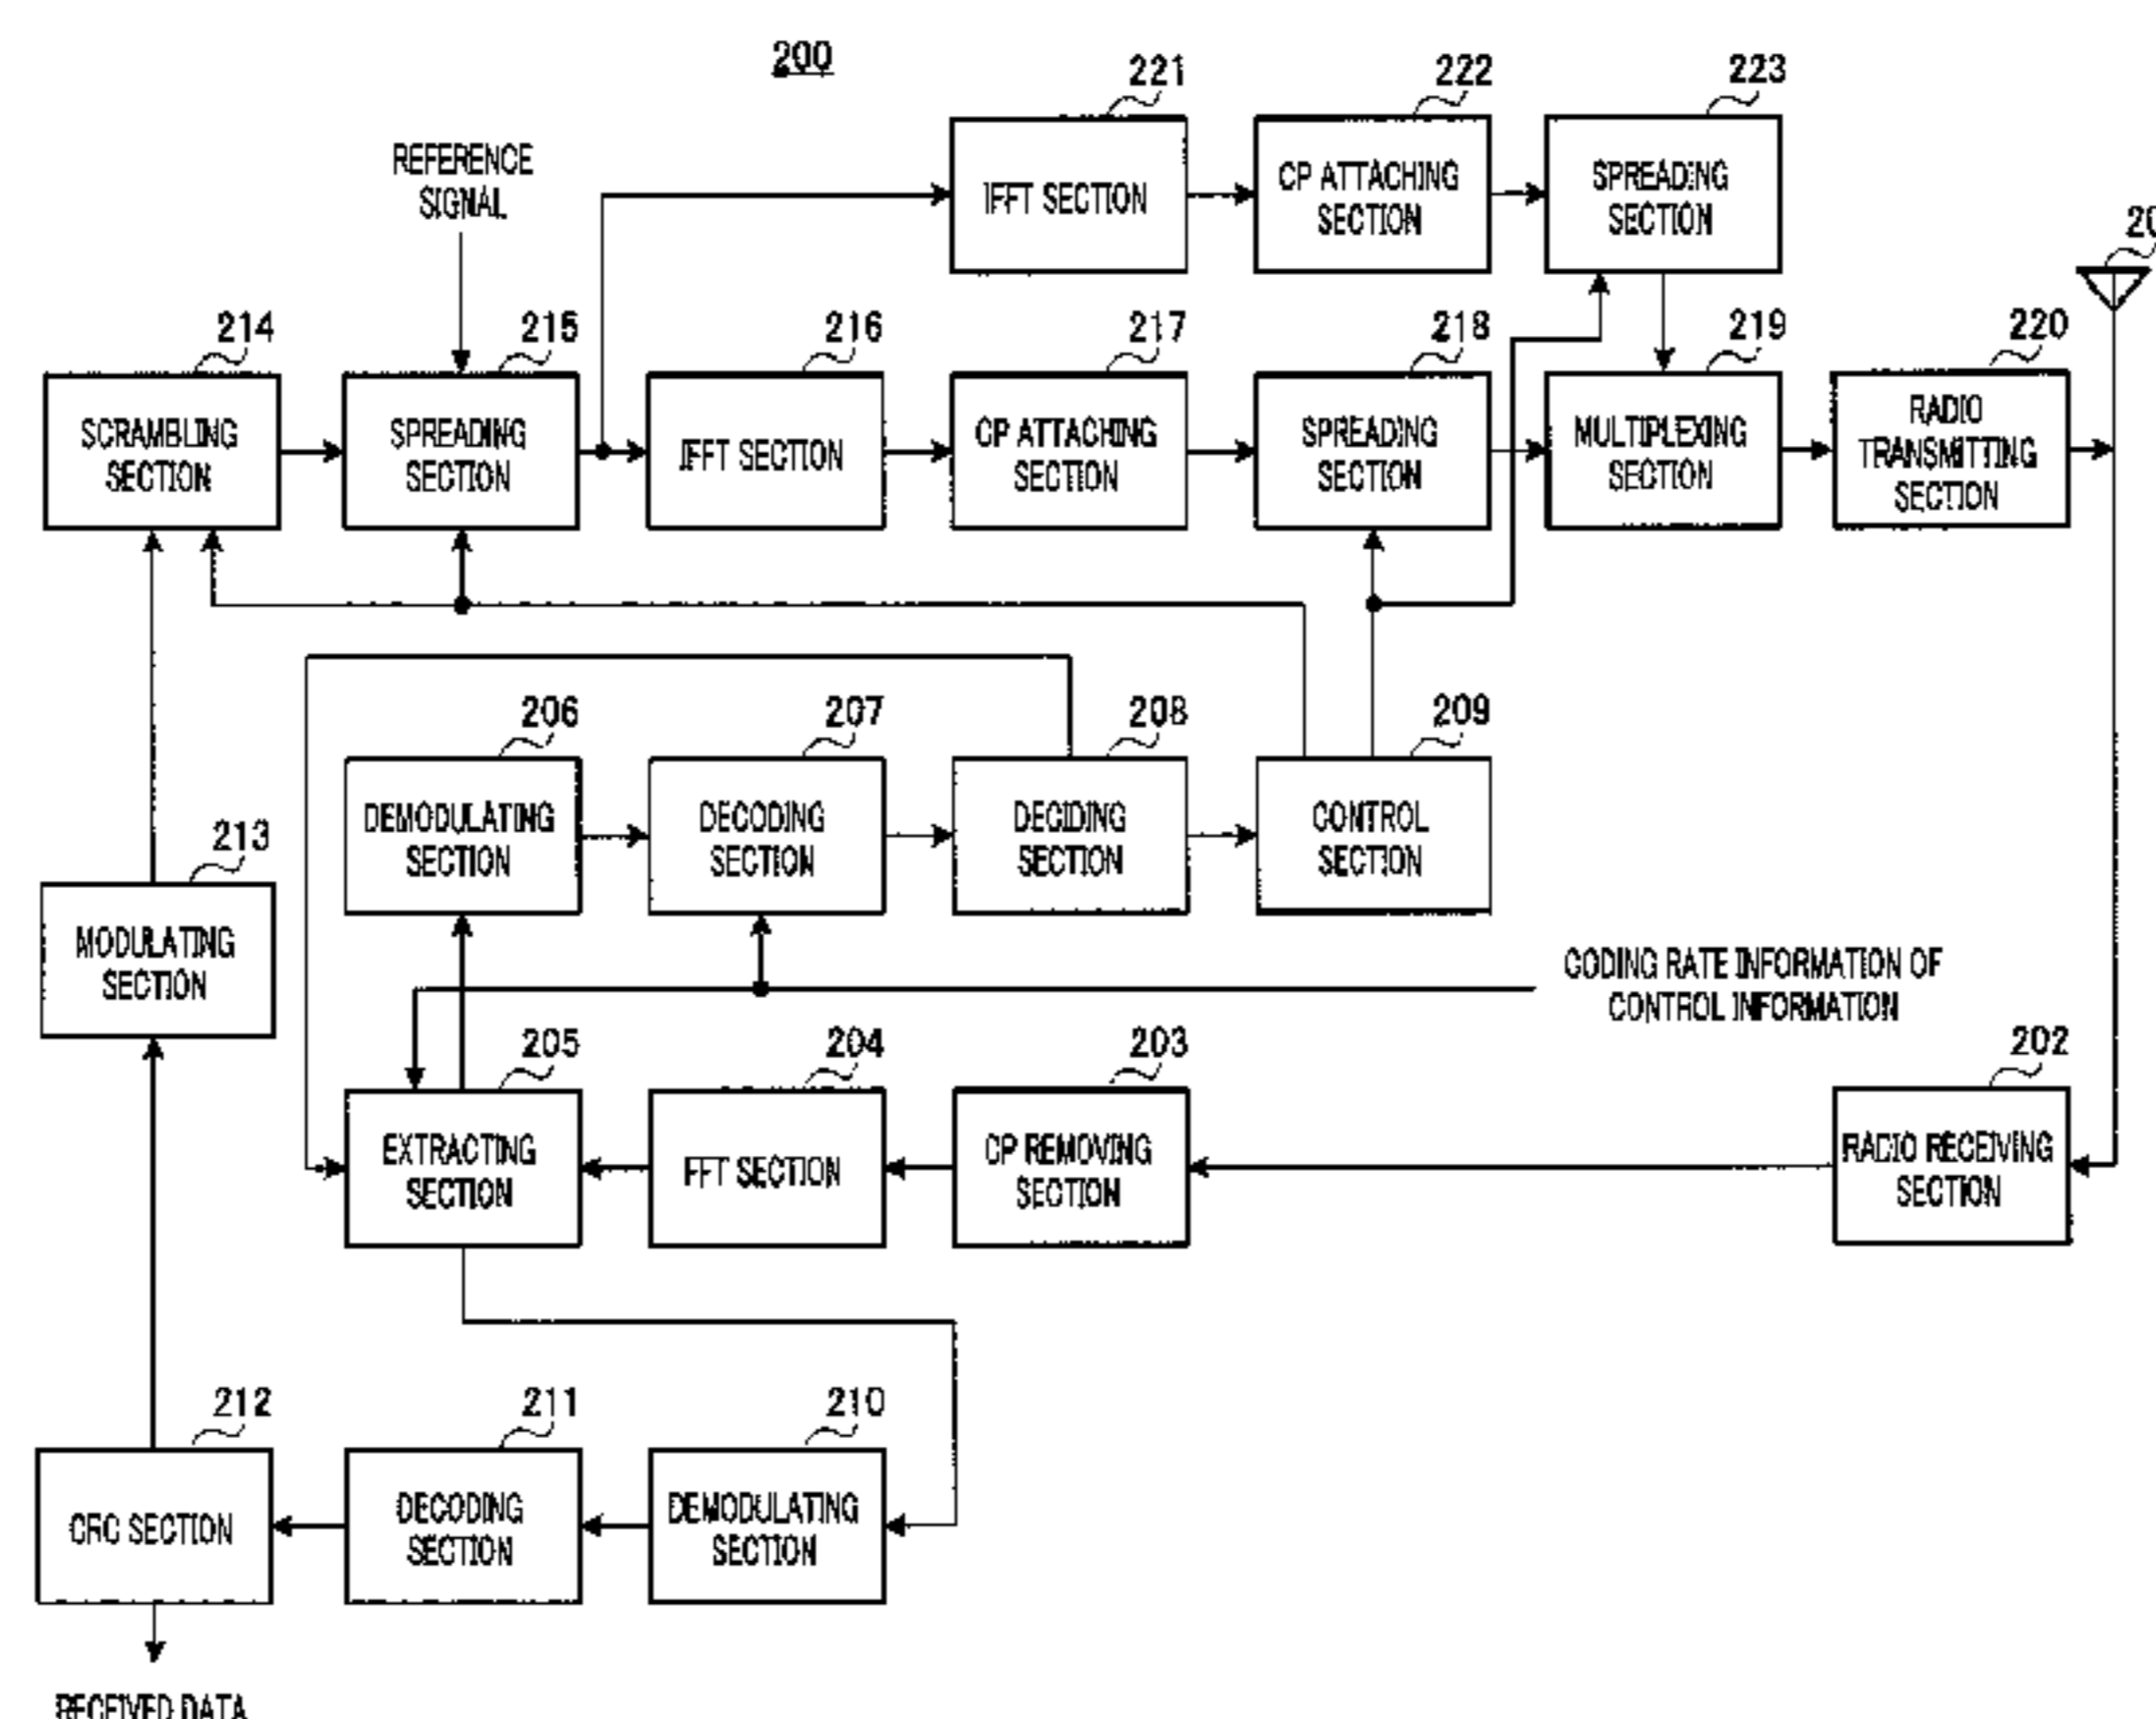 200
221
222
223
REFERENCE
SIGNAL
IFFT SECTION
CP ATTACHING
SECTION
SPREADING
SECTION
20
214
215
216
217
218
219
220
SCRAMBLING
SECTION
SPREADING
SECTION
IFFT SECTION
CP ATTACHING
SECTION
SPREADING
SECTION
MULTIPLEXING
SECTION
RADIO
TRANSMITTING
SECTION
206
207
208
209
DEMODULATING
SECTION
DECODING
SECTION
DECIDING
SECTION
CONTROL
SECTION
213
MODULATING
SECTION
CODING RATE INFORMATION OF
CONTROL INFORMATION
205
204
203
202
EXTRACTING
SECTION
FFT SECTION
CP REMOVING
SECTION
RADIO RECEIVING
SECTION
212
211
210
CRC SECTION
DECODING
SECTION
DEMODULATING
SECTION
RECEIVED DATA